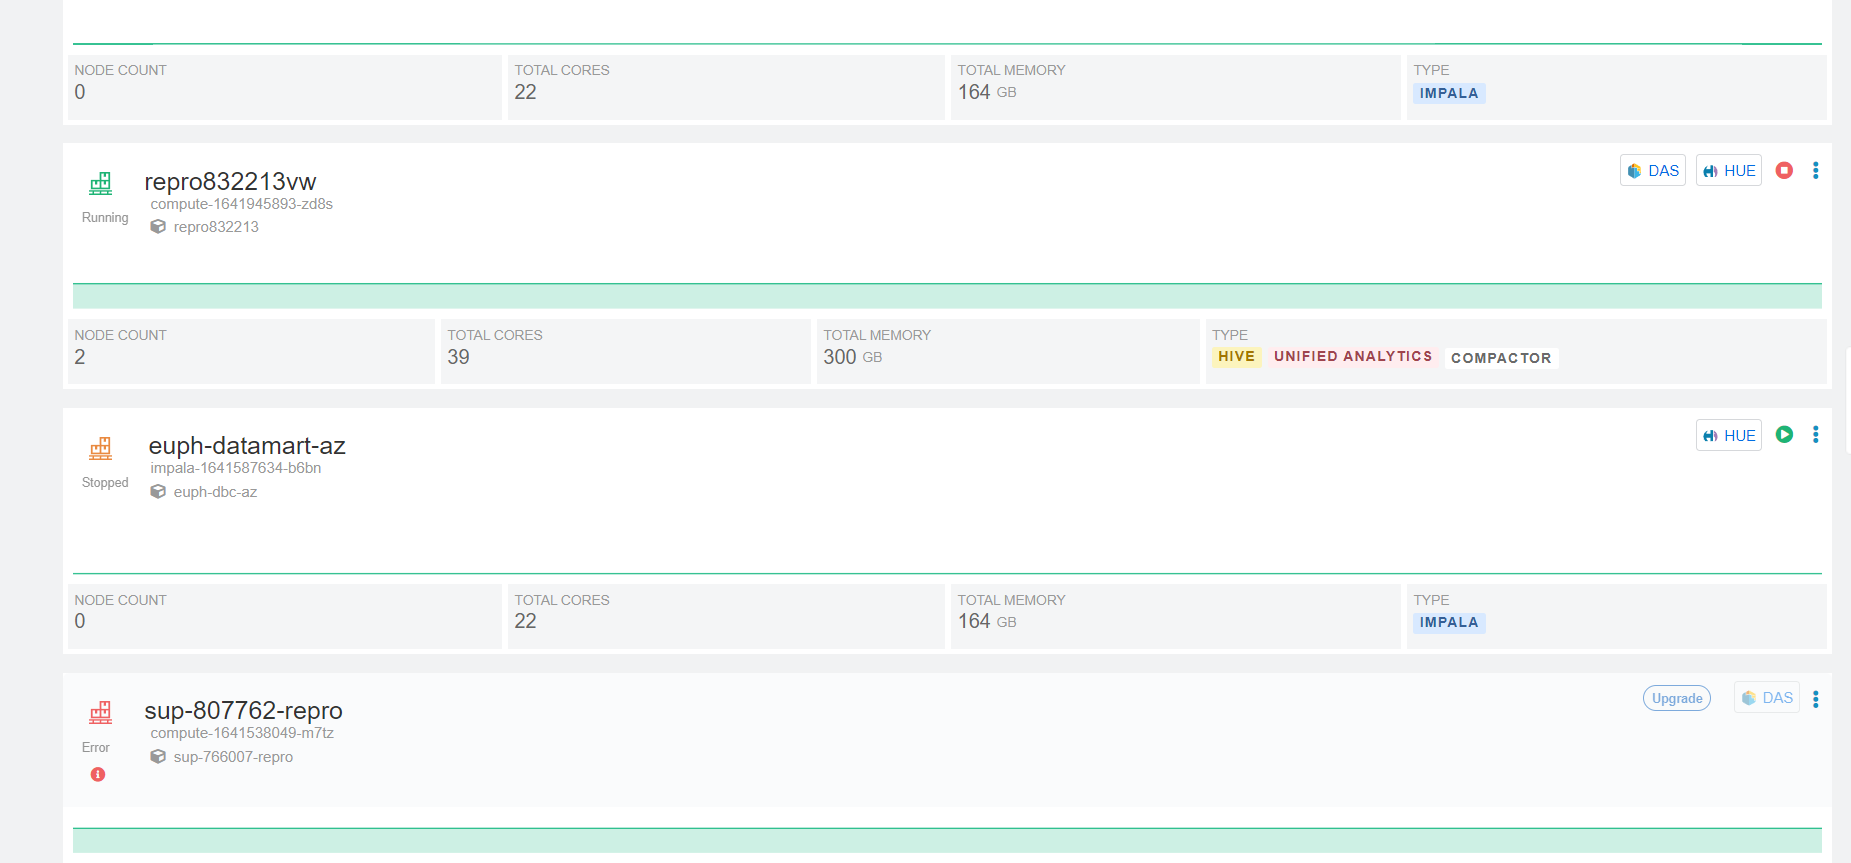 NODE COUNT TOTAL CORES TOTAL MEMORY TYPE
0 22 164 GB IMPALA
repro832213vw DAS HUE
compute-1641945893-zd8s
Running repro832213
NODE COUNT TOTAL CORES TOTAL MEMORY TYPE
2 39 300 GB HIVE UNIFIED ANALYTICS COMPACTOR
euph-datamart-az HUE
impala-1641587634-b6bn
Stopped euph-dbc-az
NODE COUNT TOTAL CORES TOTAL MEMORY TYPE
0 22 164 GB IMPALA
sup-807762-repro Upgrade DAS
compute-1641538049-m7tz
Error sup-766007-repro